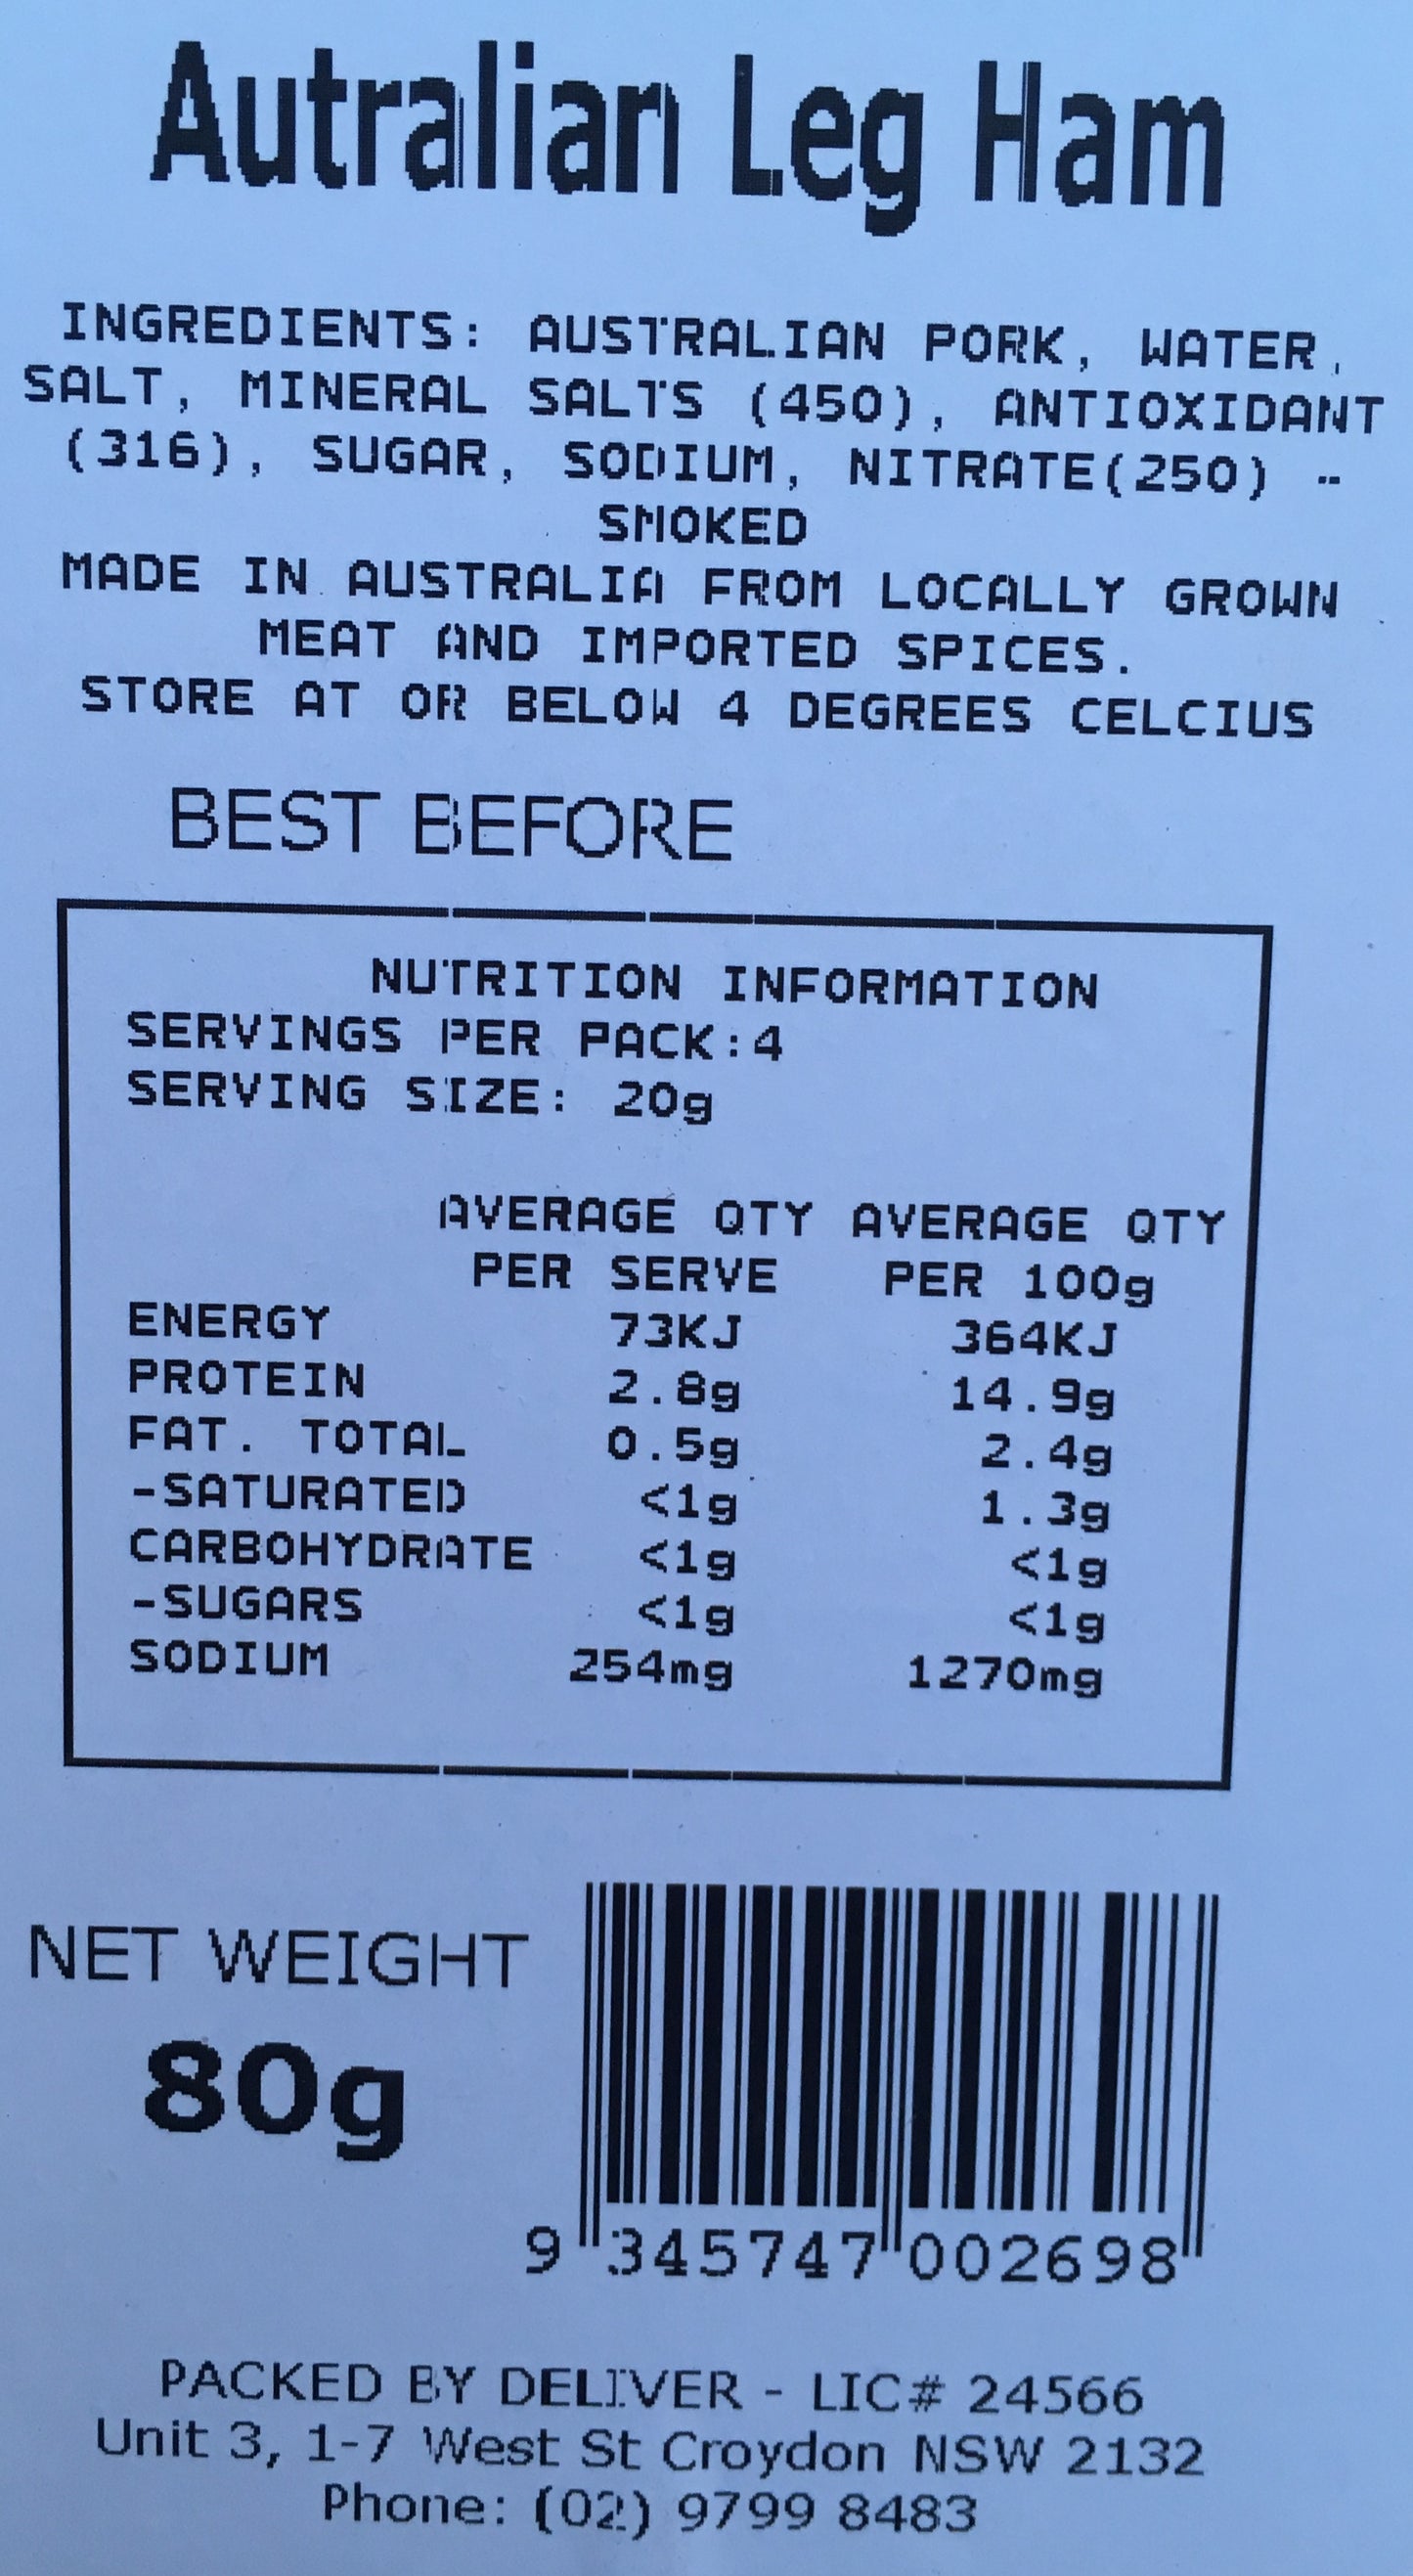 Autralian Leg Ham
INGREDIENTS: AUSTRALIAN PORK, WATER,
SALT, MINERAL SALTS (450), ANTIOXIDANT
(316), SUGAR, SODIUM, NITRATE(250) -
SMOKED
MADE IN AUSTRALIA FROM LOCALLY GROWN
MEAT AND IMPORTED SPICES.
STORE AT OR BELOW 4 DEGREES CELCIUS
BEST BEFORE
NUTRITION INFORMATION
SERVINGS PER PACK:4
SERVING SIZE: 20g
AVERAGE QTY AVERAGE QTY
PER SERVE PER 100g
ENERGY 73KJ 364KJ
PROTEIN 2.8g 14.9g
FAT. TOTAL 0.5g 2.4g
-SATURATED <1g 1.3g
CARBOHYDRATE <1g <1g
-SUGARS <1g <1g
SODIUM 254mg 1270mg
NET WEIGHT
80g
9 345747 002698
PACKED BY DELIVER - LIC# 24566
Unit 3, 1-7 West St Croydon NSW 2132
Phone: (02) 9799 8483